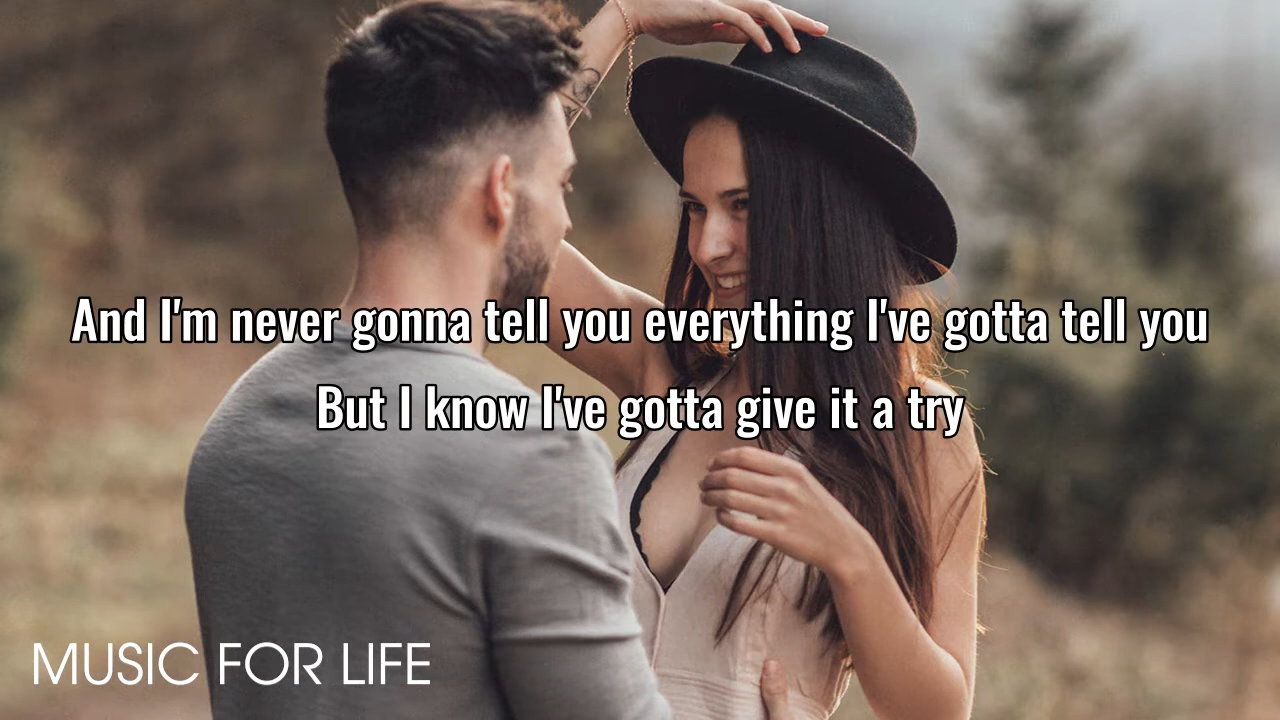 And I'm never gonna tell you everything I've gotta tell you
But I know I've gotta give it a try
MUSIC FOR LIFE